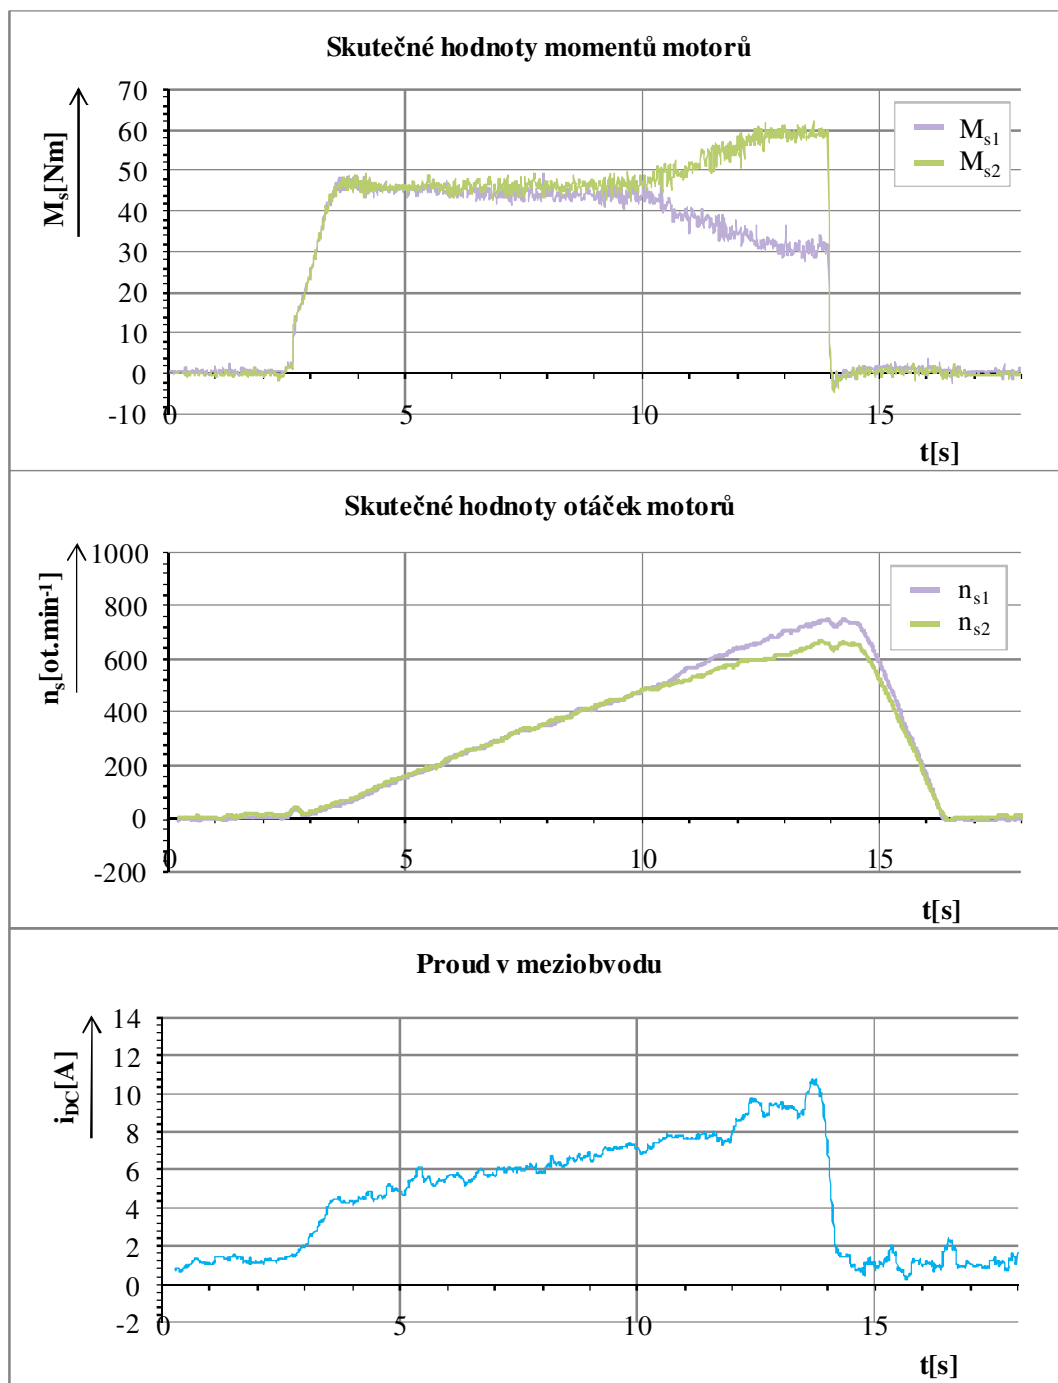 Skutečné hodnoty momentů motorů
Mₛ[Nm]
70
60
50
40
30
20
10
0
-10
0
5
10
15
t[s]
Mₛ₁
Mₛ₂
Skutečné hodnoty otáček motorů
nₛ[ot.min⁻¹]
1000
800
600
400
200
0
-200
0
5
10
15
t[s]
nₛ₁
nₛ₂
Proud v meziobvodu
i_DC[A]
14
12
10
8
6
4
2
0
-2
0
5
10
15
t[s]